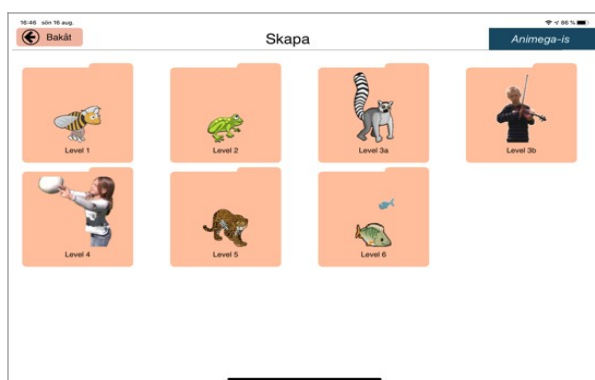 16:46 sön 16 aug.
86 %
Bakåt
Skapa
Animega-is
Level 1
Level 2
Level 3a
Level 3b
Level 4
Level 5
Level 6